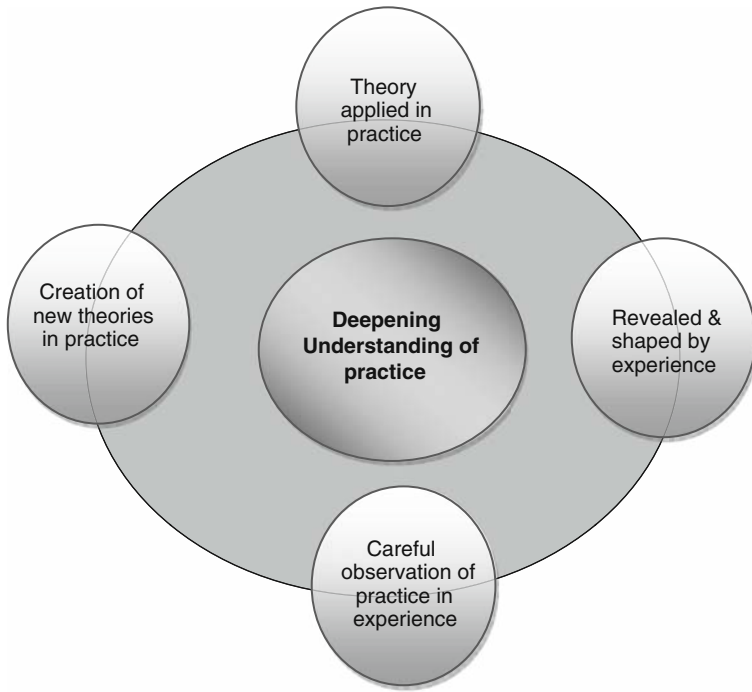 Theory
applied in
practice
Creation of
new theories
in practice
Deepening
Understanding of
practice
Revealed &
shaped by
experience
Careful
observation of
practice in
experience